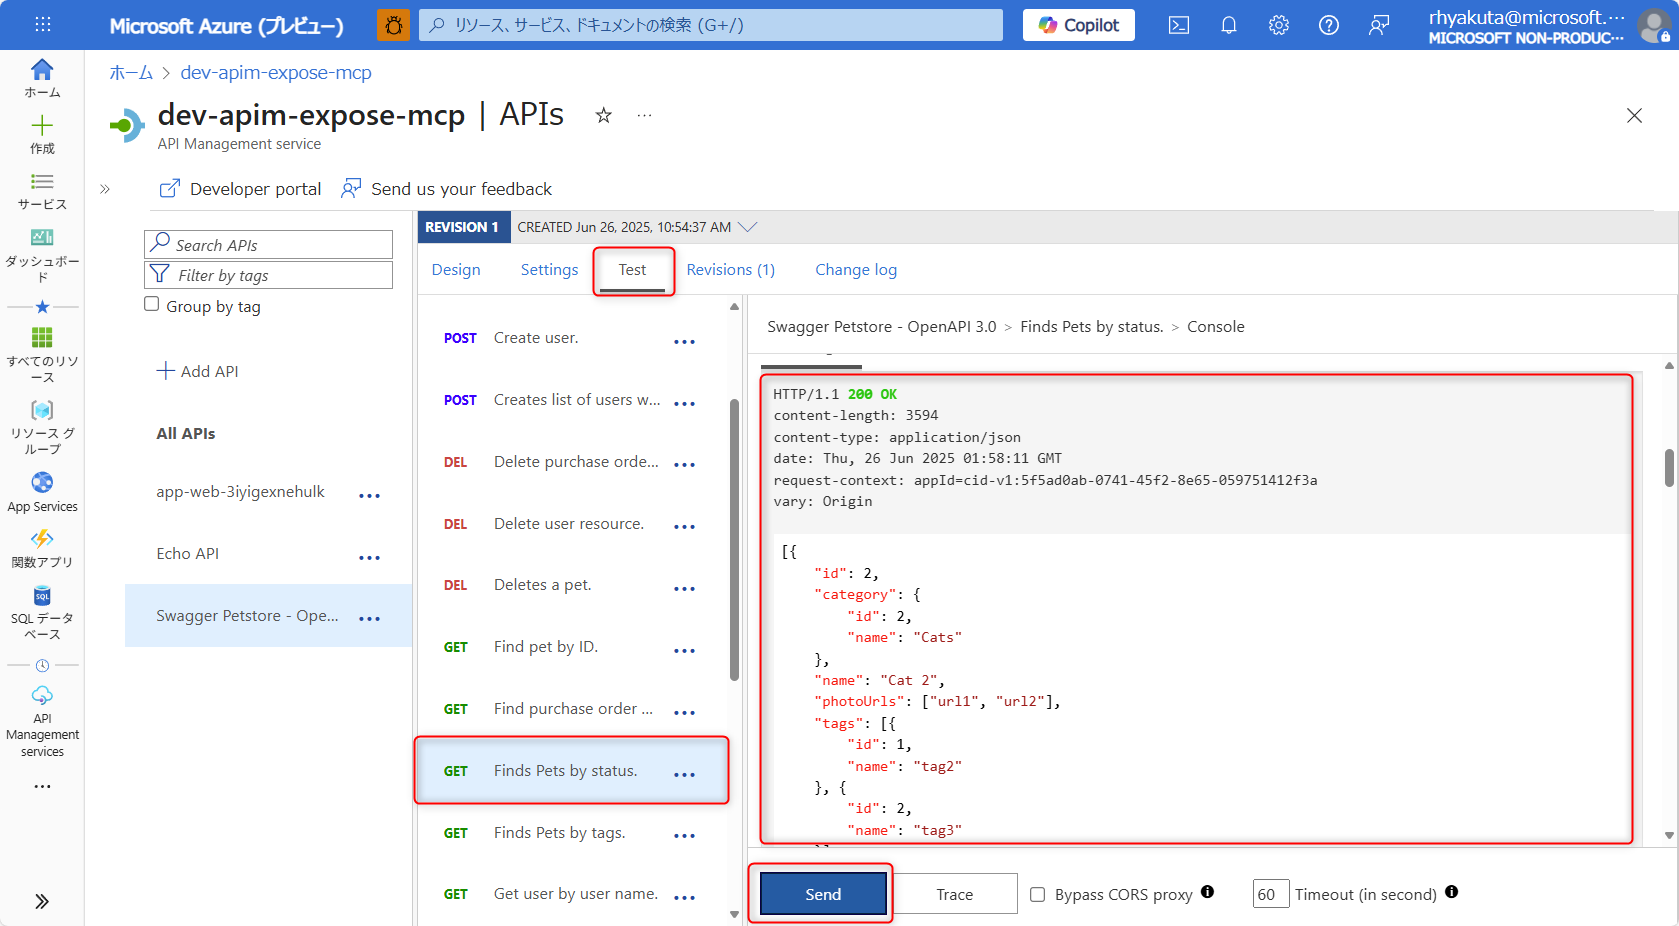 Microsoft Azure (プレビュー)
リソース、サービス、ドキュメントの検索 (G+/)
Copilot
rhyakuta@microsoft.…
MICROSOFT NON-PRODUC…
ホーム
作成
サービス
ダッシュボー
ド
すべてのリソ
ース
リソース グ
ループ
App Services
関数アプリ
SQL
SQL データ
ベース
API
Management
services
…
ホーム > dev-apim-expose-mcp
dev-apim-expose-mcp | APIs
…
API Management service
Developer portal
Send us your feedback
Search APIs
Filter by tags
Group by tag
Add API
All APIs
app-web-3iyigexnehulk …
Echo API …
Swagger Petstore - Ope... …
REVISION 1
CREATED Jun 26, 2025, 10:54:37 AM
Design
Settings
Test
Revisions (1)
Change log
POST Create user. …
POST Creates list of users w... …
DEL Delete purchase orde... …
DEL Delete user resource. …
DEL Deletes a pet. …
GET Find pet by ID. …
GET Find purchase order ... …
GET Finds Pets by status. …
GET Finds Pets by tags. …
GET Get user by user name. …
Swagger Petstore - OpenAPI 3.0 > Finds Pets by status. > Console
HTTP/1.1 200 OK
content-length: 3594
content-type: application/json
date: Thu, 26 Jun 2025 01:58:11 GMT
request-context: appId=cid-v1:5f5ad0ab-0741-45f2-8e65-059751412f3a
vary: Origin
[{
"id": 2,
"category": {
"id": 2,
"name": "Cats"
},
"name": "Cat 2",
"photoUrls": ["url1", "url2"],
"tags": [{
"id": 1,
"name": "tag2"
}, {
"id": 2,
"name": "tag3"
Send
Trace
Bypass CORS proxy
60
Timeout (in second)